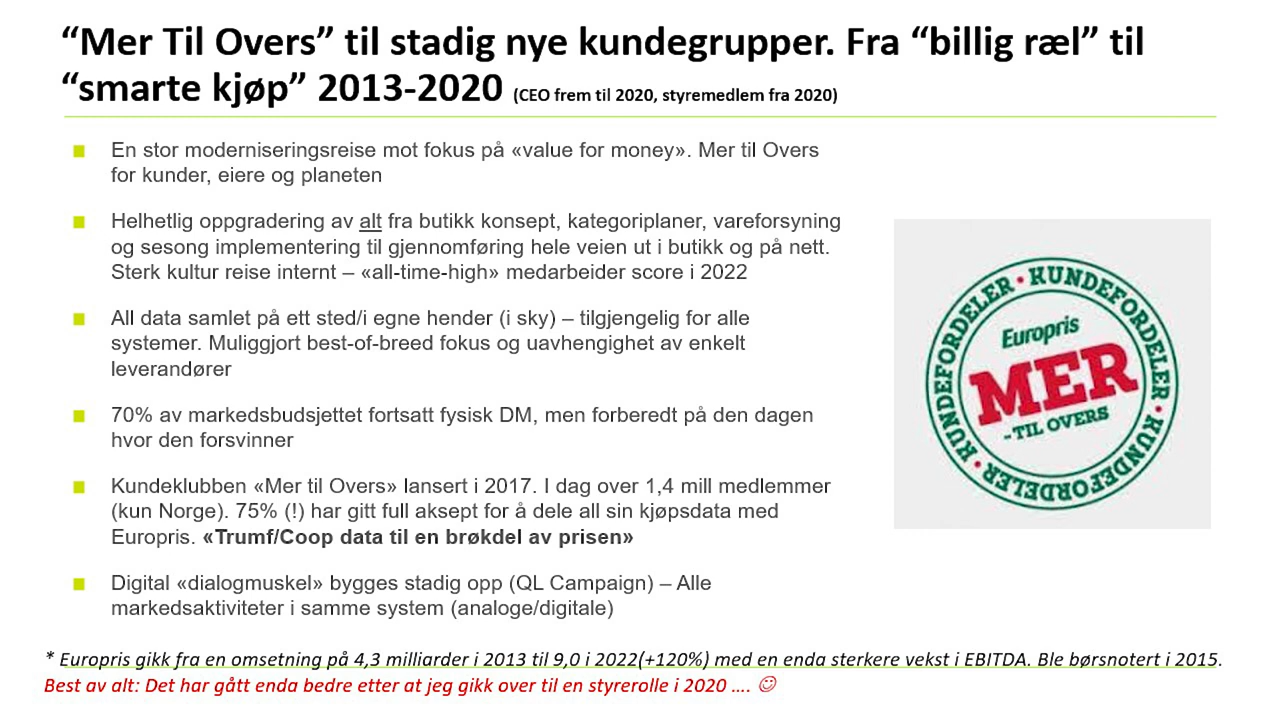 “Mer Til Overs” til stadig nye kundegrupper. Fra “billig ræl” til
“smarte kjøp” 2013-2020 (CEO frem til 2020, styremedlem fra 2020)
En stor moderniseringsreise mot fokus på «value for money». Mer til Overs
for kunder, eiere og planeten
Helhetlig oppgradering av alt fra butikk konsept, kategoriplaner, vareforsyning
og sesong implementering til gjennomføring hele veien ut i butikk og på nett.
Sterk kultur reise internt – «all-time-high» medarbeider score i 2022
All data samlet på ett sted/i egne hender (i sky) – tilgjengelig for alle
systemer. Muliggjort best-of-breed fokus og uavhengighet av enkelt
leverandører
70% av markedsbudsjettet fortsatt fysisk DM, men forberedt på den dagen
hvor den forsvinner
Kundeklubben «Mer til Overs» lansert i 2017. I dag over 1,4 mill medlemmer
(kun Norge). 75% (!) har gitt full aksept for å dele all sin kjøpsdata med
Europris. «Trumf/Coop data til en brøkdel av prisen»
Digital «dialogmuskel» bygges stadig opp (QL Campaign) – Alle
markedsaktiviteter i samme system (analoge/digitale)
KUNDEFORDELER • KUNDEFORDELER • KUNDEFORDELER •
Europris
MER
-TIL OVERS
* Europris gikk fra en omsetning på 4,3 milliarder i 2013 til 9,0 i 2022(+120%) med en enda sterkere vekst i EBITDA. Ble børsnotert i 2015.
Best av alt: Det har gått enda bedre etter at jeg gikk over til en styrerolle i 2020 .... ☺